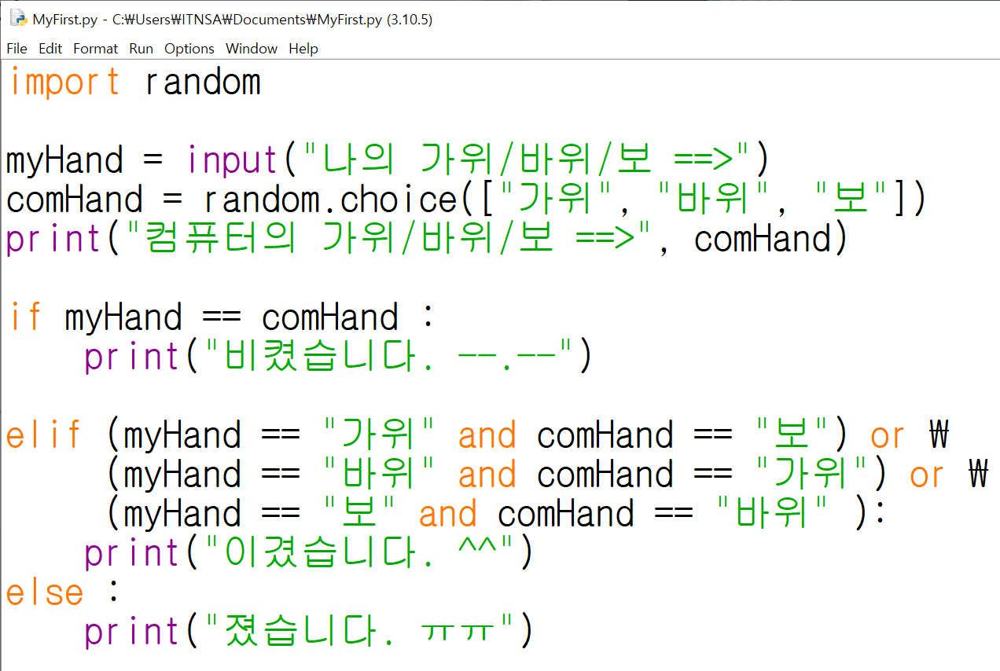 MyFirst.py - C:₩Users₩ITNSA₩Documents₩MyFirst.py (3.10.5)
File Edit Format Run Options Window Help
import random
myHand = input("나의 가위/바위/보 ==>")
comHand = random.choice(["가위", "바위", "보"])
print("컴퓨터의 가위/바위/보 ==>", comHand)
if myHand == comHand :
    print("비켰습니다. --.--")
elif (myHand == "가위" and comHand == "보") or ₩
     (myHand == "바위" and comHand == "가위") or ₩
     (myHand == "보" and comHand == "바위" ):
    print("이겼습니다. ^^")
else :
    print("졌습니다. ㅠㅠ")